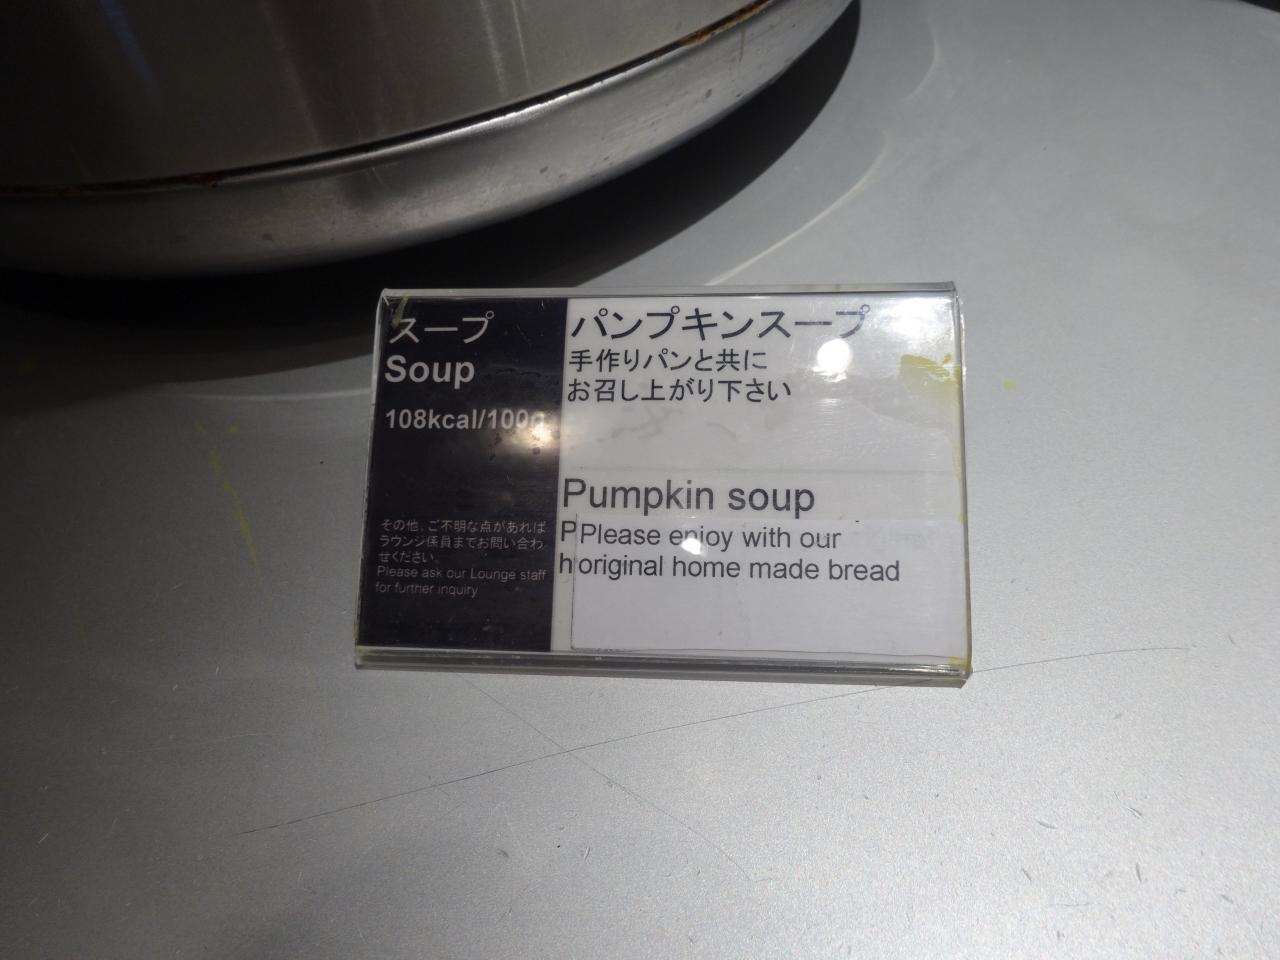 スープ
Soup
108kcal/100g
その他、ご不明な点があれば
ラウンジ係員までお問い合わ
せください。
Please ask our Lounge staff
for further inquiry
パンプキンスープ
手作りパンと共に
お召し上がり下さい
Pumpkin soup
P Please enjoy with our
h original home made bread